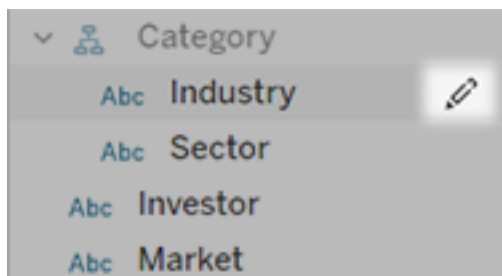 Category
Abc Industry
Abc Sector
Abc Investor
Abc Market